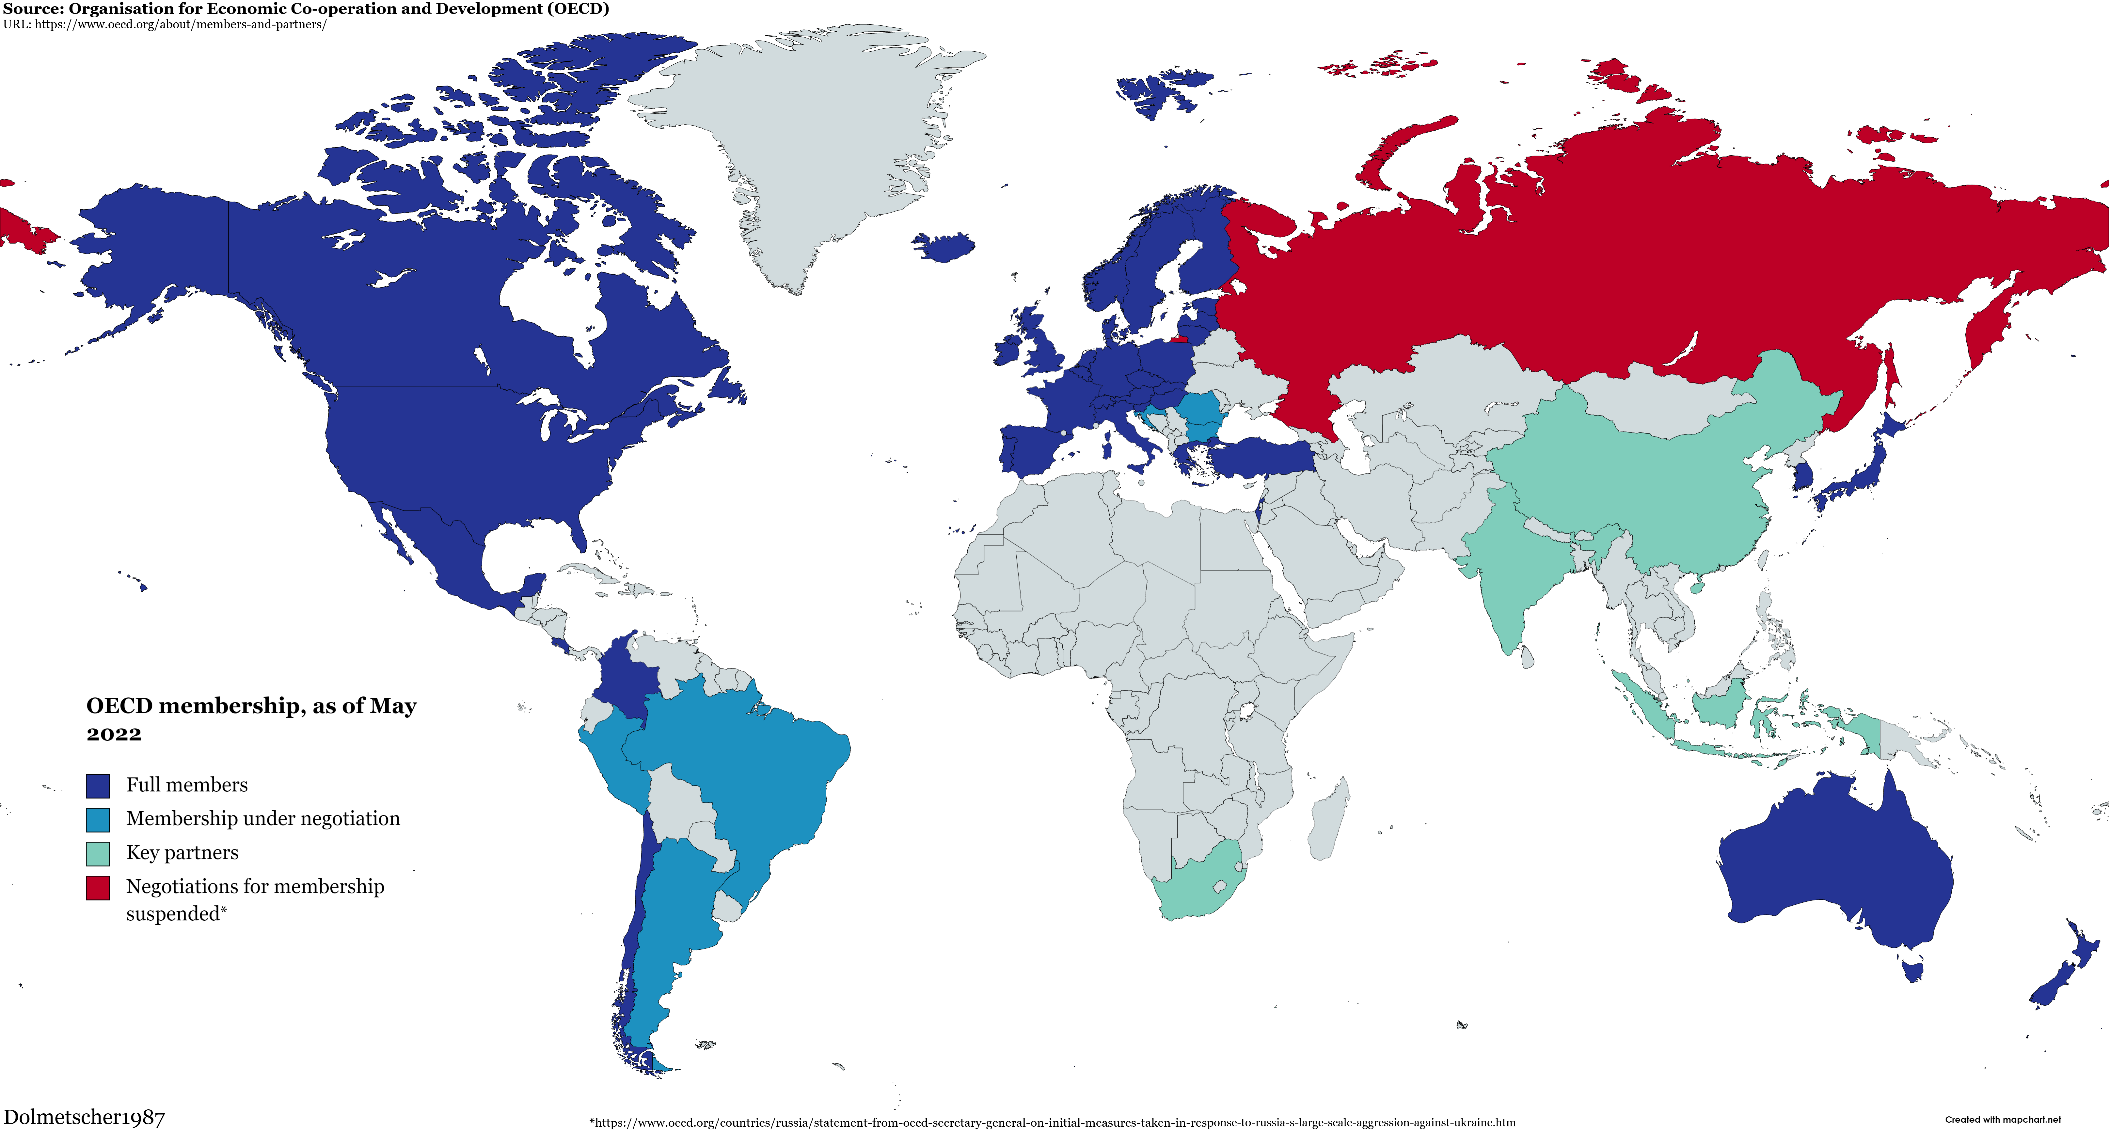 Source: Organisation for Economic Co-operation and Development (OECD)
URL: https://www.oecd.org/about/members-and-partners/
OECD membership, as of May
2022
Full members
Membership under negotiation
Key partners
Negotiations for membership
suspended*
Dolmetscher1987
*https://www.oecd.org/countries/russia/statement-from-oecd-secretary-general-on-initial-measures-taken-in-response-to-russia-s-large-scale-aggression-against-ukraine.htm
Created with mapchart.net